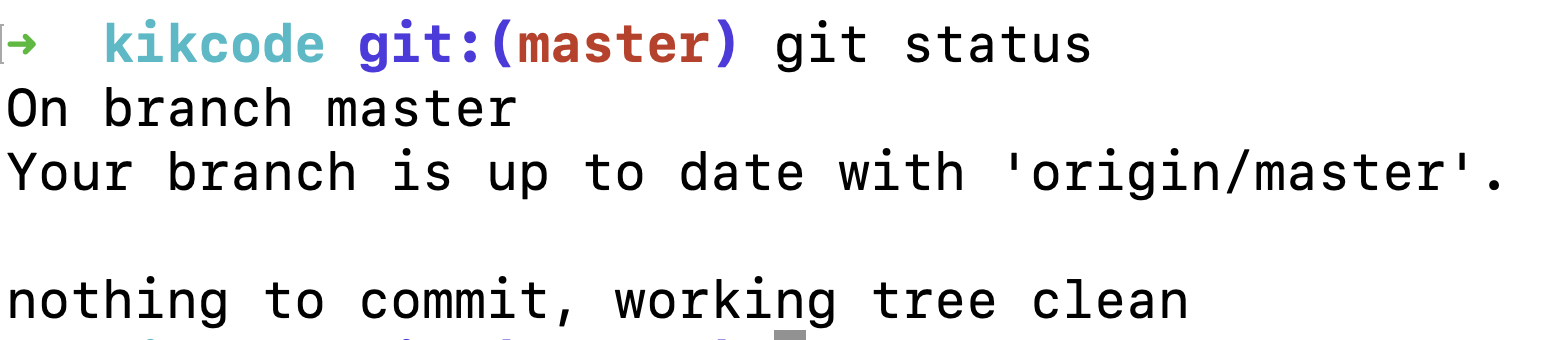 ➜  kikcode git:(master) git status
On branch master
Your branch is up to date with 'origin/master'.
nothing to commit, working tree clean